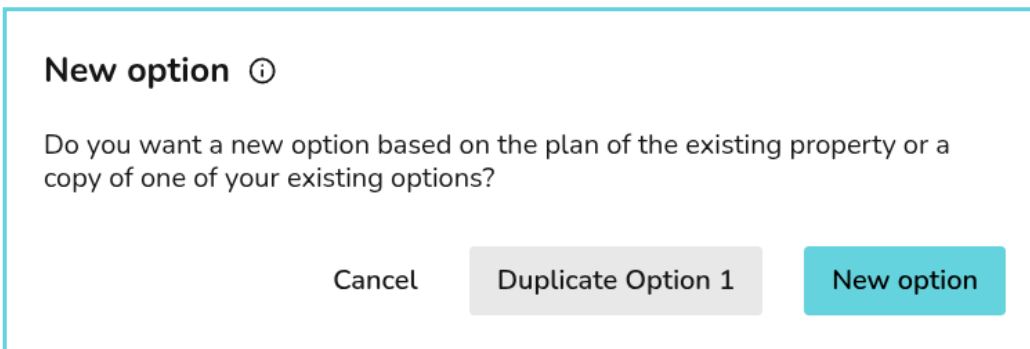 New option
Do you want a new option based on the plan of the existing property or a
copy of one of your existing options?
Cancel
Duplicate Option 1
New option